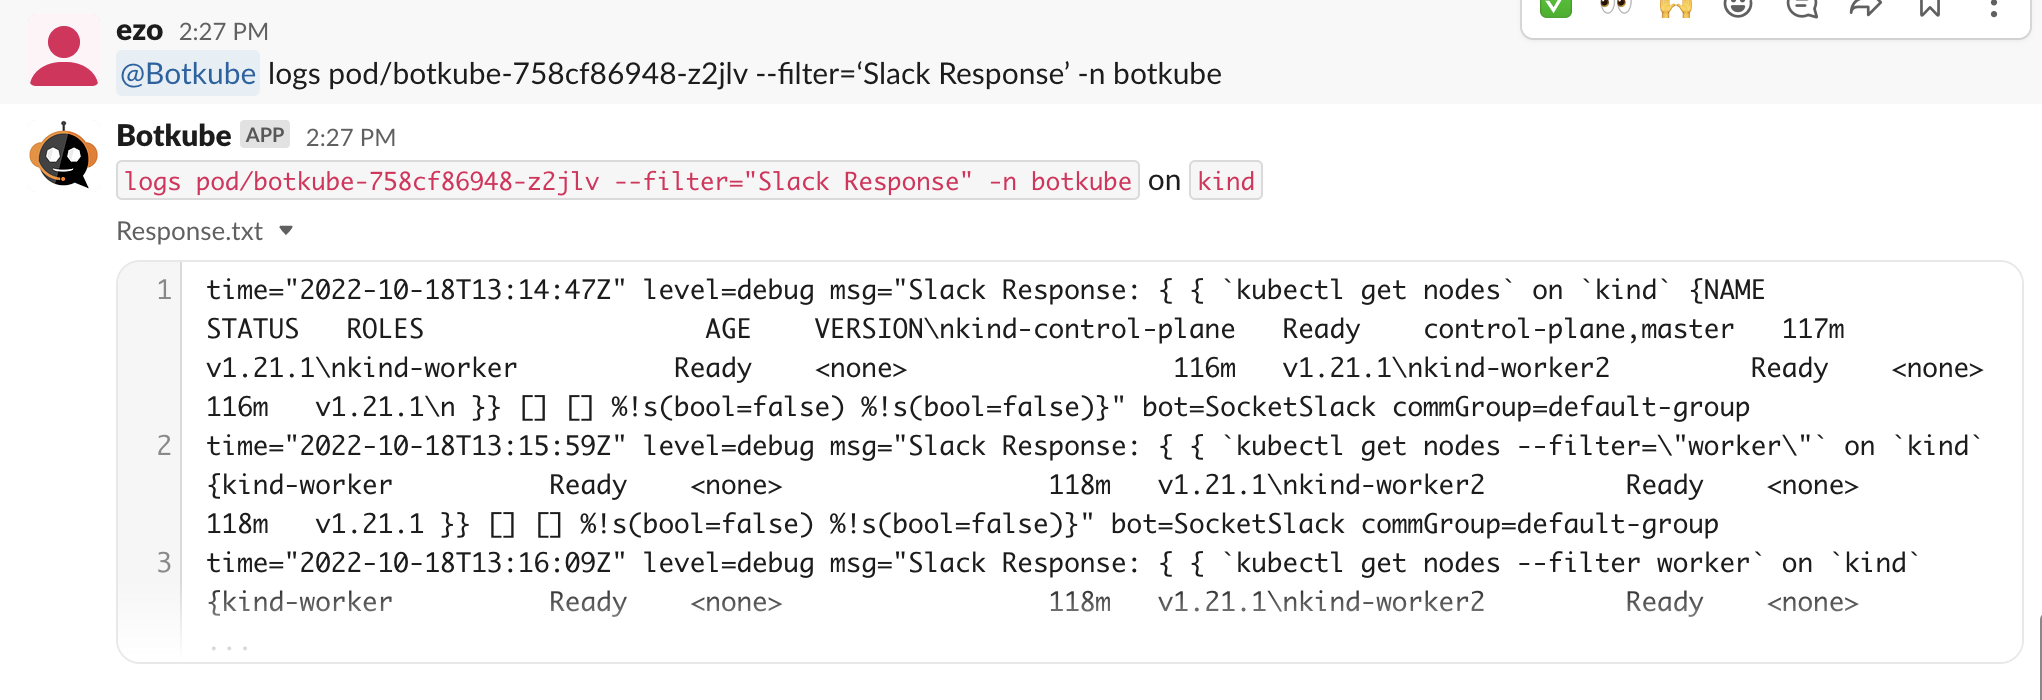 ezo 2:27 PM
@Botkube logs pod/botkube-758cf86948-z2jlv --filter=‘Slack Response’ -n botkube
Botkube APP 2:27 PM
logs pod/botkube-758cf86948-z2jlv --filter="Slack Response" -n botkube on kind
Response.txt
1 time="2022-10-18T13:14:47Z" level=debug msg="Slack Response: { { `kubectl get nodes` on `kind` {NAME
STATUS   ROLES                  AGE    VERSION\nkind-control-plane   Ready    control-plane,master   117m
v1.21.1\nkind-worker          Ready    <none>                 116m   v1.21.1\nkind-worker2         Ready    <none>
116m   v1.21.1\n }} [] [] %!s(bool=false) %!s(bool=false)}" bot=SocketSlack commGroup=default-group
2 time="2022-10-18T13:15:59Z" level=debug msg="Slack Response: { { `kubectl get nodes --filter=\"worker\"` on `kind`
{kind-worker          Ready    <none>                 118m   v1.21.1\nkind-worker2         Ready    <none>
118m   v1.21.1 }} [] [] %!s(bool=false) %!s(bool=false)}" bot=SocketSlack commGroup=default-group
3 time="2022-10-18T13:16:09Z" level=debug msg="Slack Response: { { `kubectl get nodes --filter worker` on `kind`
{kind-worker          Ready    <none>                 118m   v1.21.1\nkind-worker2         Ready    <none>
...